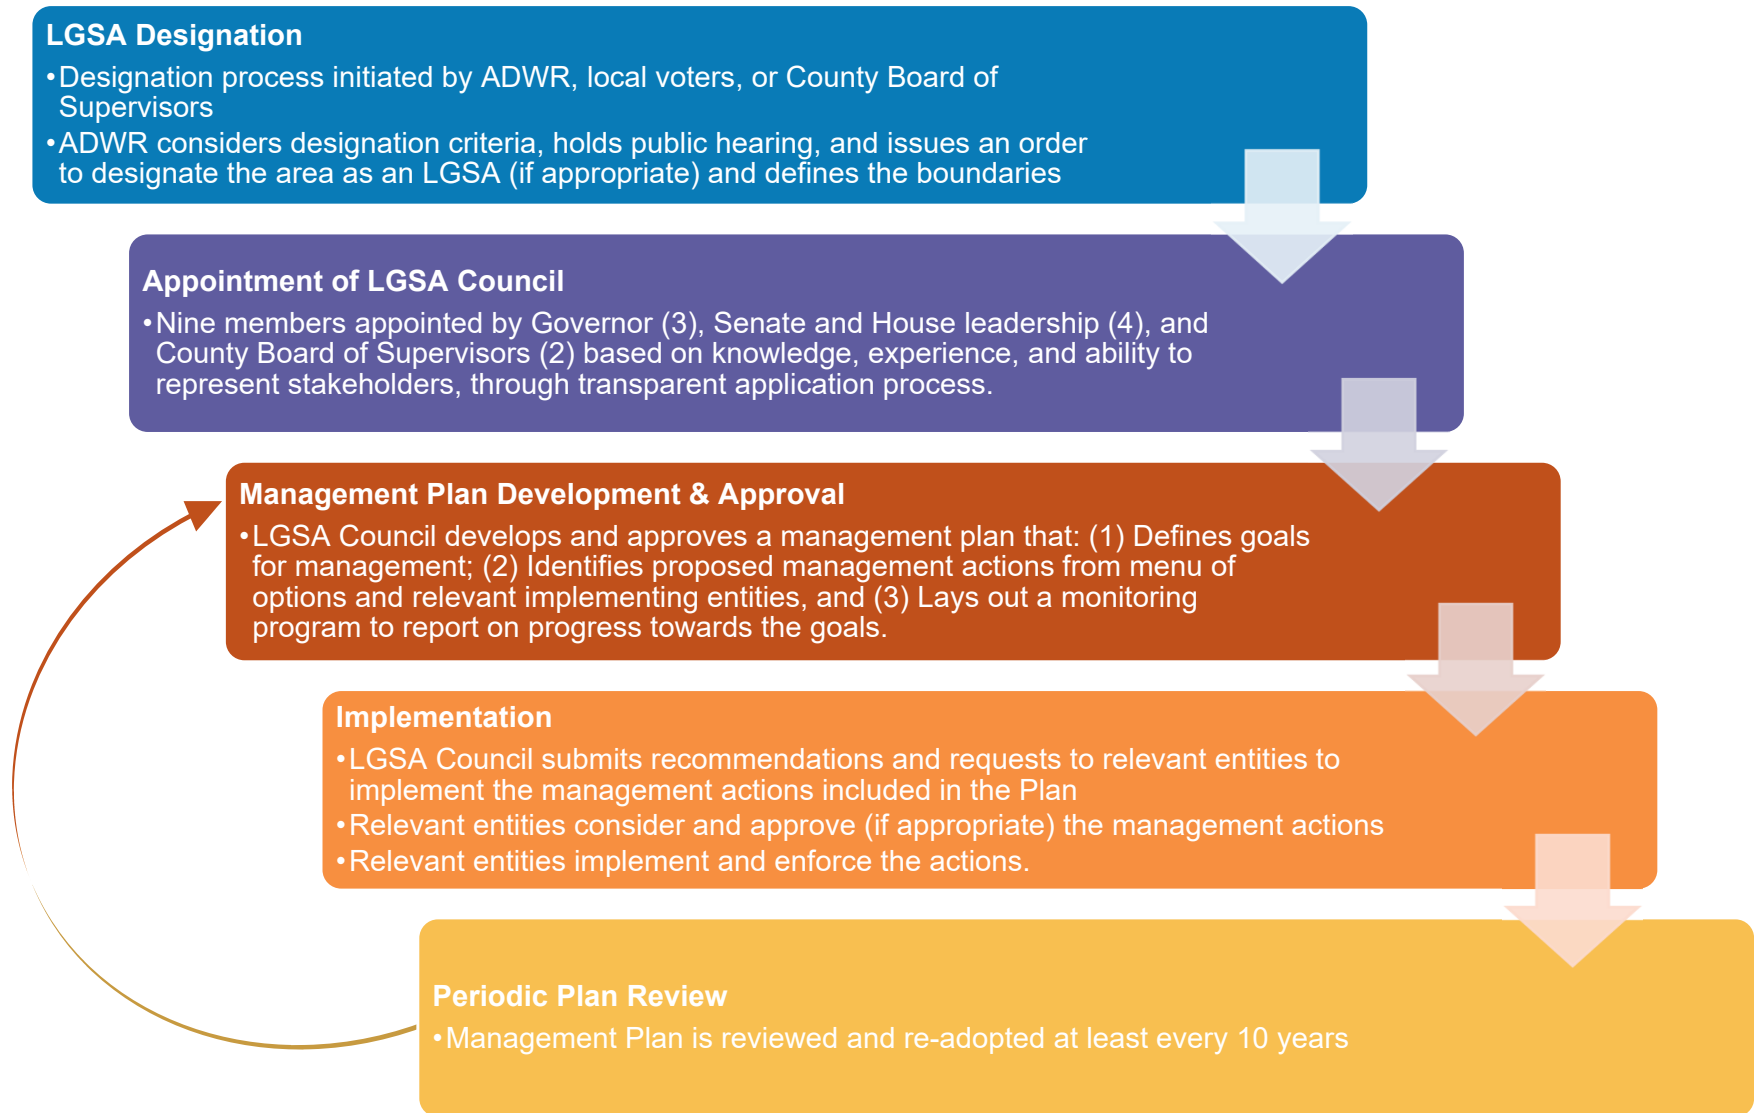 LGSA Designation
•Designation process initiated by ADWR, local voters, or County Board of
Supervisors
•ADWR considers designation criteria, holds public hearing, and issues an order
to designate the area as an LGSA (if appropriate) and defines the boundaries
Appointment of LGSA Council
•Nine members appointed by Governor (3), Senate and House leadership (4), and
County Board of Supervisors (2) based on knowledge, experience, and ability to
represent stakeholders, through transparent application process.
Management Plan Development & Approval
•LGSA Council develops and approves a management plan that: (1) Defines goals
for management; (2) Identifies proposed management actions from menu of
options and relevant implementing entities, and (3) Lays out a monitoring
program to report on progress towards the goals.
Implementation
•LGSA Council submits recommendations and requests to relevant entities to
implement the management actions included in the Plan
•Relevant entities consider and approve (if appropriate) the management actions
•Relevant entities implement and enforce the actions.
Periodic Plan Review
•Management Plan is reviewed and re-adopted at least every 10 years